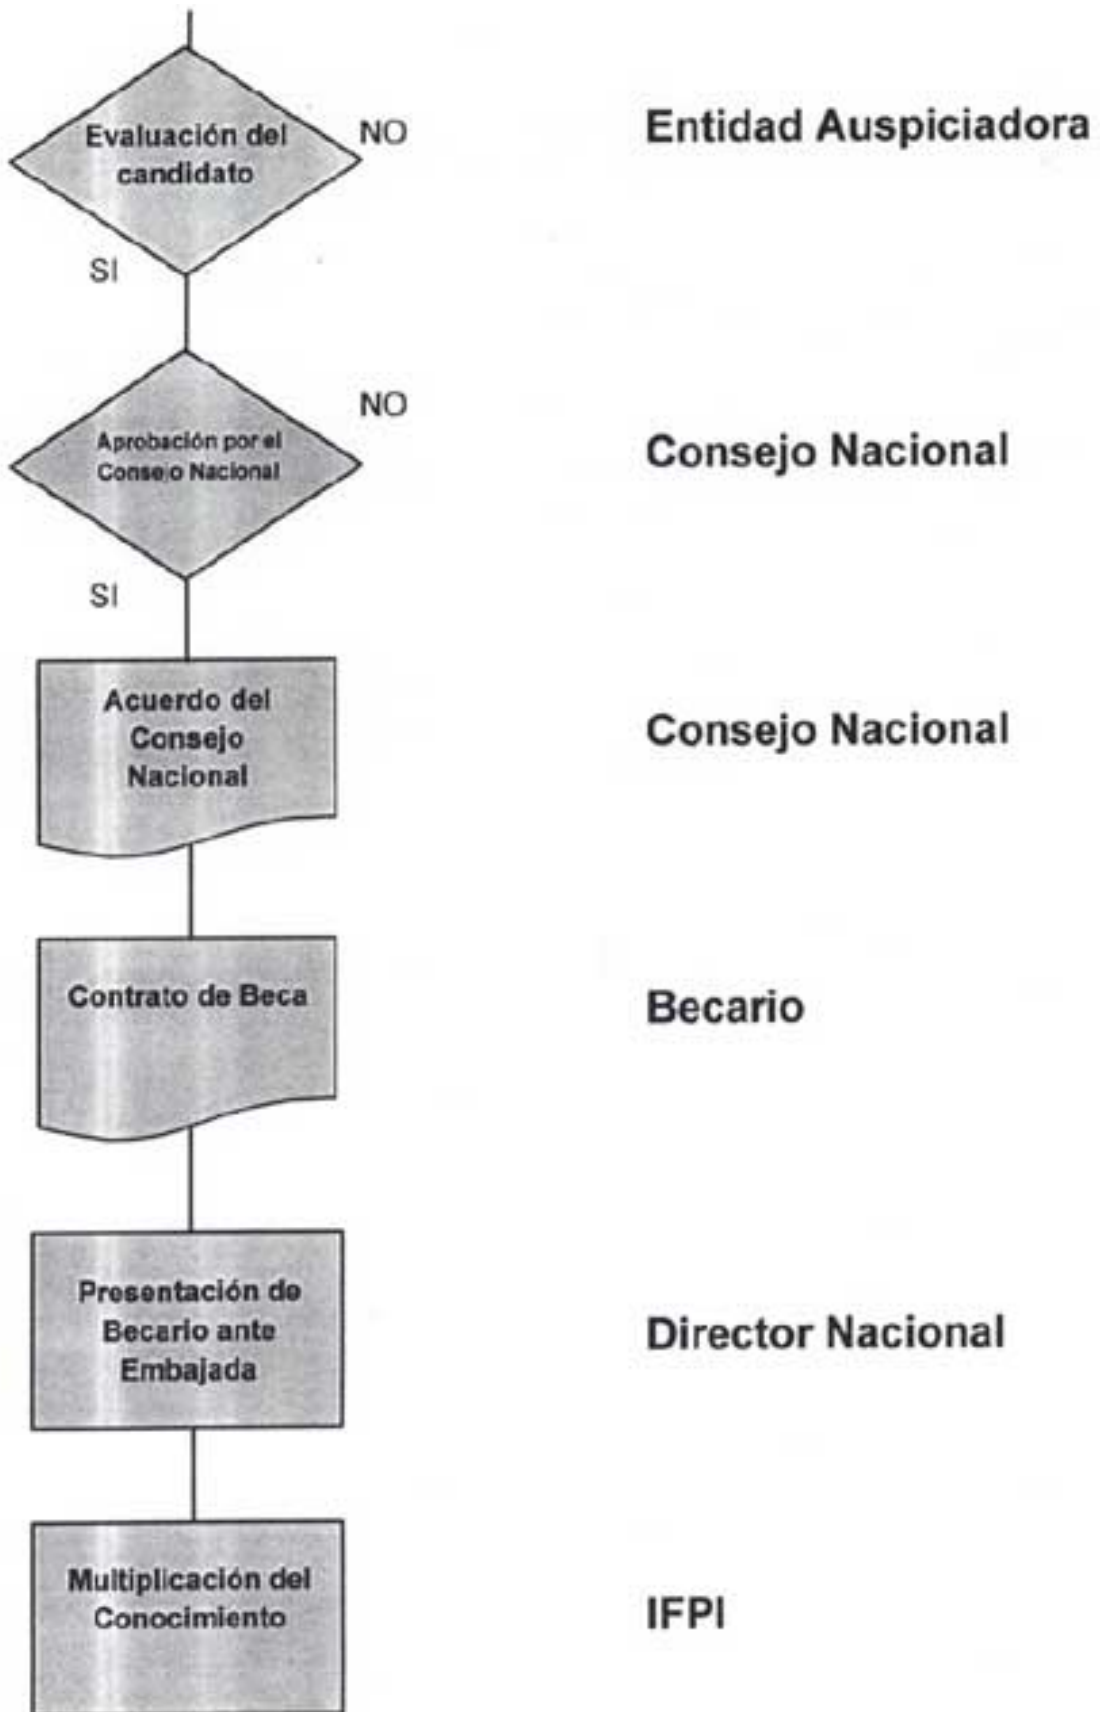 Evaluación del
candidato
NO
Entidad Auspiciadora
SI
Aprobación por el
Consejo Nacional
NO
Consejo Nacional
SI
Acuerdo del
Consejo
Nacional
Consejo Nacional
Contrato de Beca
Becario
Presentación de
Becario ante
Embajada
Director Nacional
Multiplicación del
Conocimiento
IFPI